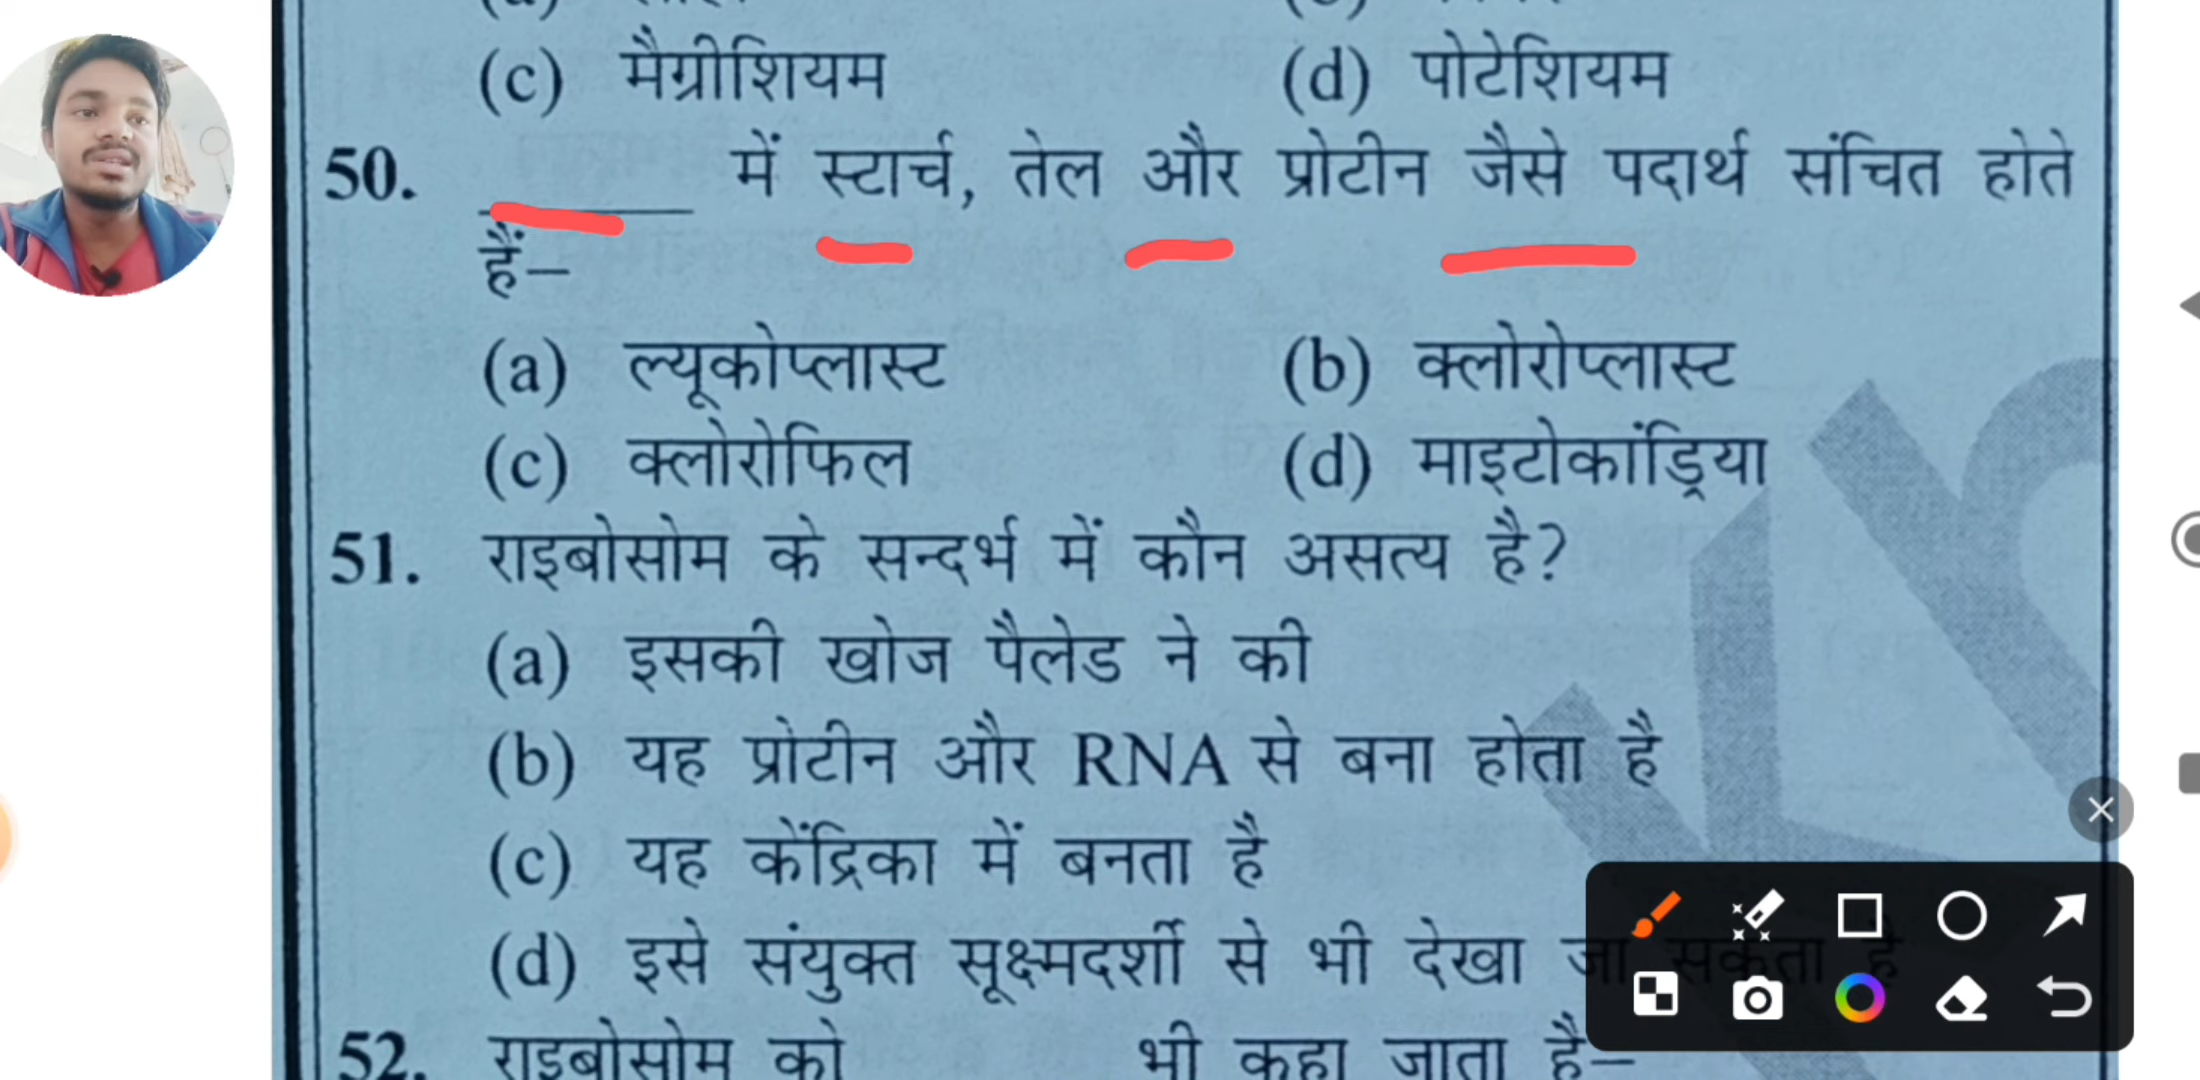 (c) मैग्नीशियम (d) पोटेशियम
50. ______ में स्टार्च, तेल और प्रोटीन जैसे पदार्थ संचित होते
हैं–
(a) ल्यूकोप्लास्ट (b) क्लोरोप्लास्ट
(c) क्लोरोफिल (d) माइटोकांड्रिया
51. राइबोसोम के सन्दर्भ में कौन असत्य है?
(a) इसकी खोज पैलेड ने की
(b) यह प्रोटीन और RNA से बना होता है
(c) यह केंद्रिका में बनता है
(d) इसे संयुक्त सूक्ष्मदर्शी से भी देखा जा सकता है
52. राइबोसोम को भी कहा जाता है–